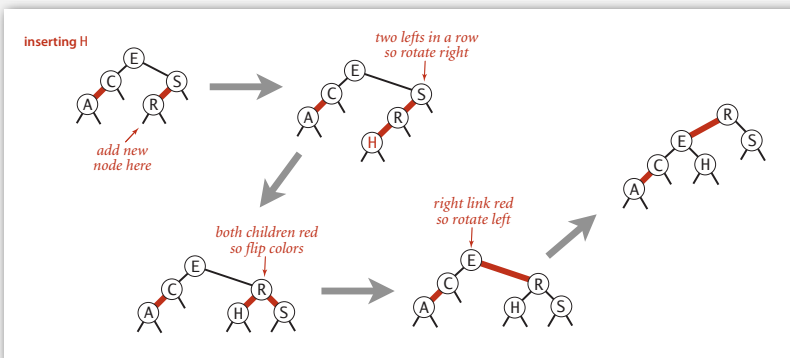 inserting H
E
C
S
A
R
add new
node here
two lefts in a row
so rotate right
E
C
S
A
R
H
both children red
so flip colors
E
C
R
A
H
S
right link red
so rotate left
E
C
R
A
H
S
R
E
S
C
H
A